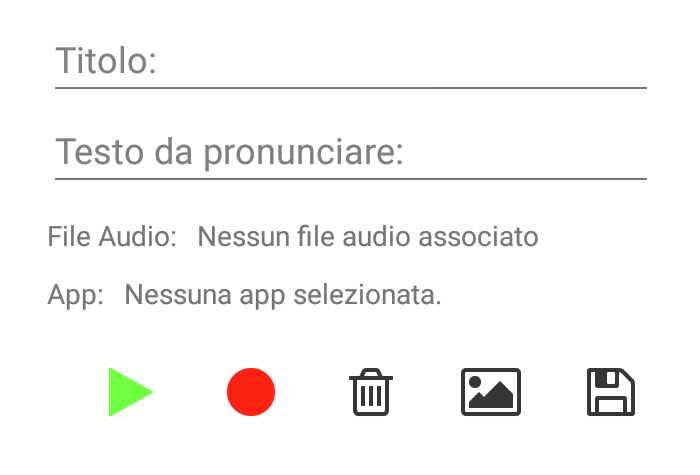 Titolo:
Testo da pronunciare:
File Audio: Nessun file audio associato
App: Nessuna app selezionata.